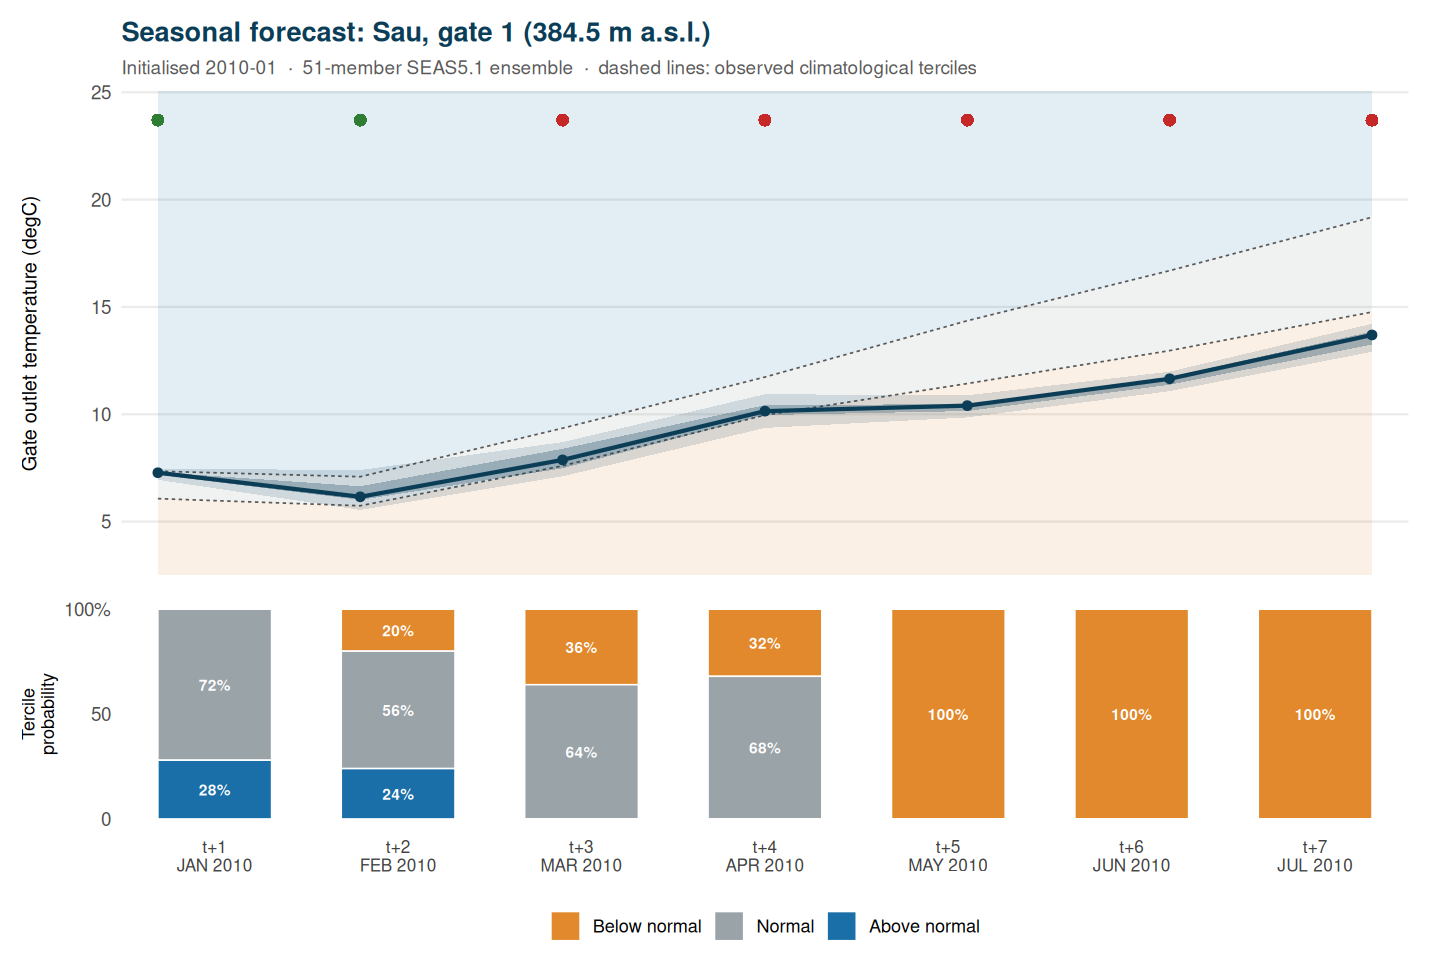 Seasonal forecast: Sau, gate 1 (384.5 m a.s.l.)
Initialised 2010-01 · 51-member SEAS5.1 ensemble · dashed lines: observed climatological terciles
Gate outlet temperature (degC)
25
20
15
10
5
Tercile
probability
100%
50
0
72%
28%
20%
56%
24%
36%
64%
32%
68%
100%
100%
100%
t+1
JAN 2010
t+2
FEB 2010
t+3
MAR 2010
t+4
APR 2010
t+5
MAY 2010
t+6
JUN 2010
t+7
JUL 2010
Below normal
Normal
Above normal